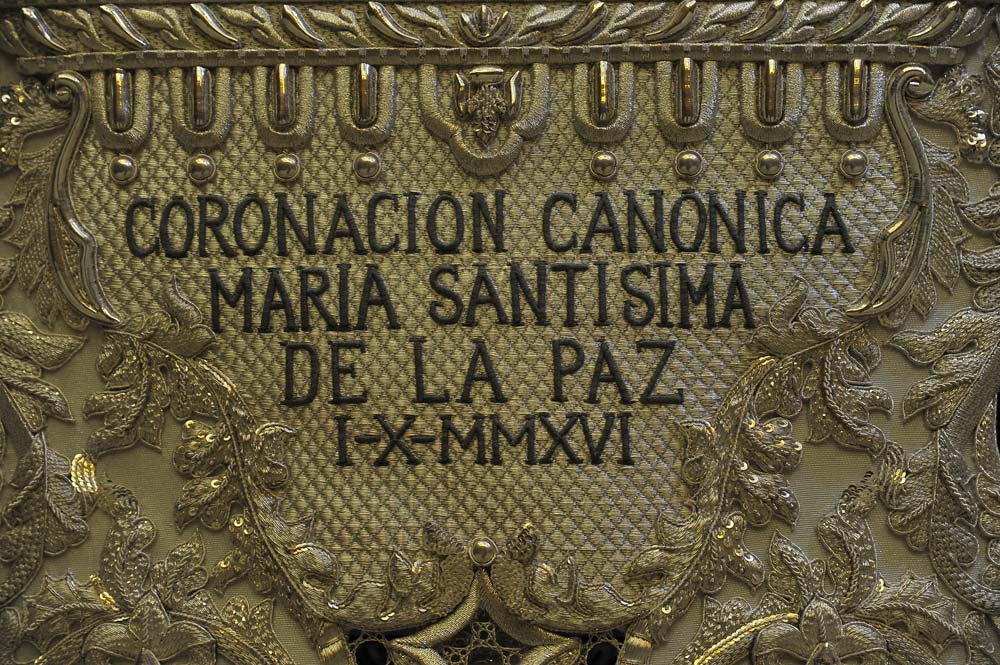 CORONACION CANONICA
MARIA SANTISIMA
DE LA PAZ
I-X-MMXVI